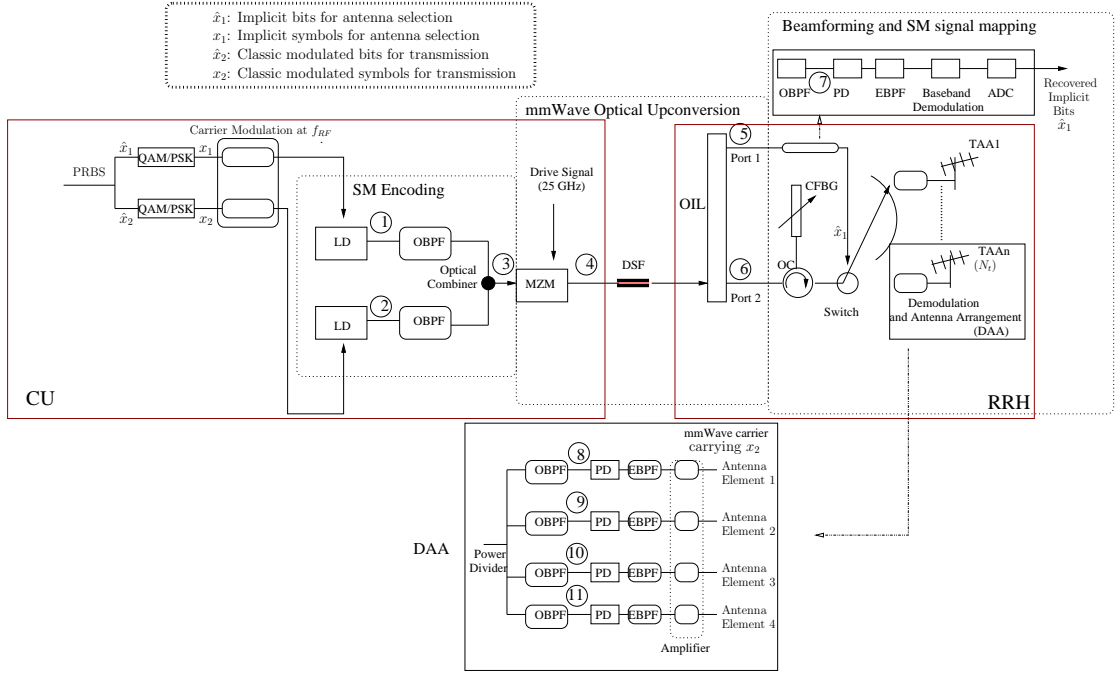 x̂₁: Implicit bits for antenna selection
x₁: Implicit symbols for antenna selection
x̂₂: Classic modulated bits for transmission
x₂: Classic modulated symbols for transmission
Beamforming and SM signal mapping
OBPF
7
PD
EBPF
Baseband
Demodulation
ADC
Recovered
Implicit
Bits
x̂₁
mmWave Optical Upconversion
Carrier Modulation at f_RF
PRBS
x̂₁
QAM/PSK
x₁
x̂₂
QAM/PSK
x₂
SM Encoding
LD
1
OBPF
LD
2
OBPF
Optical
Combiner
3
Drive Signal
(25 GHz)
MZM
4
DSF
OIL
5
Port 1
6
Port 2
CFBG
OC
x̂₁
Switch
TAA1
TAAn
(N_t)
Demodulation
and Antenna Arrangement
(DAA)
CU
RRH
DAA
Power
Divider
mmWave carrier
carrying x₂
OBPF
8
PD
EBPF
Antenna
Element 1
OBPF
9
PD
EBPF
Antenna
Element 2
OBPF
10
PD
EBPF
Antenna
Element 3
OBPF
11
PD
EBPF
Antenna
Element 4
Amplifier